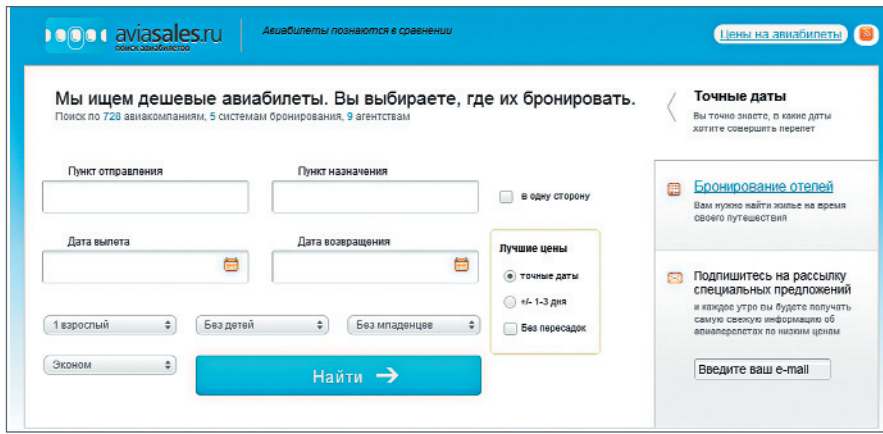 aviasales.ru
поиск авиабилетов
Авиабилеты познаются в сравнении
Цены на авиабилеты
Мы ищем дешевые авиабилеты. Вы выбираете, где их бронировать.
Поиск по 728 авиакомпаниям, 5 системам бронирования, 9 агентствам
Пункт отправления
Пункт назначения
в одну сторону
Дата вылета
Дата возвращения
Лучшие цены
точные даты
+/- 1-3 дня
Без пересадок
1 взрослый
Без детей
Без младенцев
Эконом
Найти →
Точные даты
Вы точно знаете, в какие даты
хотите совершить перелет
Бронирование отелей
Вам нужно найти жилье на время
своего путешествия
Подпишитесь на рассылку
специальных предложений
и каждое утро вы будете получать
самую свежую информацию об
авиаперелетах по низким ценам
Введите ваш e-mail